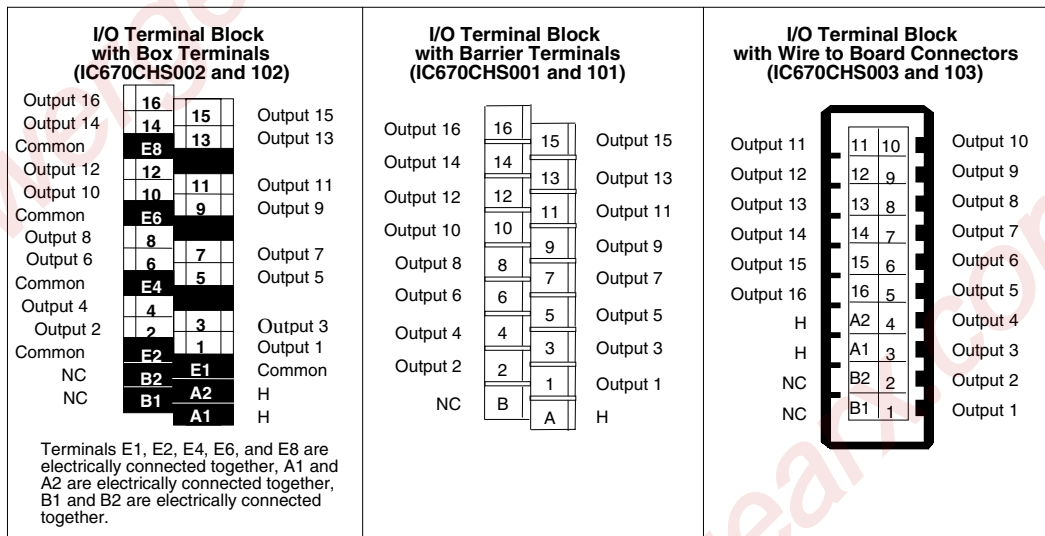 I/O Terminal Block
with Box Terminals
(IC670CHS002 and 102)
Output 16 16 15 Output 15
Output 14 14 13 Output 13
Common E8
Output 12 12 11 Output 11
Output 10 10 9 Output 9
Common E6
Output 8 8 7 Output 7
Output 6 6 5 Output 5
Common E4
Output 4 4 3 Output 3
Output 2 2 1 Output 1
Common E2 E1 Common
NC B2 A2 H
NC B1 A1 H
Terminals E1, E2, E4, E6, and E8 are
electrically connected together, A1 and
A2 are electrically connected together,
B1 and B2 are electrically connected
together.
I/O Terminal Block
with Barrier Terminals
(IC670CHS001 and 101)
Output 16 16 15 Output 15
Output 14 14 13 Output 13
Output 12 12 11 Output 11
Output 10 10 9 Output 9
Output 8 8 7 Output 7
Output 6 6 5 Output 5
Output 4 4 3 Output 3
Output 2 2 1 Output 1
NC B A H
I/O Terminal Block
with Wire to Board Connectors
(IC670CHS003 and 103)
Output 11 11 10 Output 10
Output 12 12 9 Output 9
Output 13 13 8 Output 8
Output 14 14 7 Output 7
Output 15 15 6 Output 6
Output 16 16 5 Output 5
H A2 4 Output 4
H A1 3 Output 3
NC B2 2 Output 2
NC B1 1 Output 1